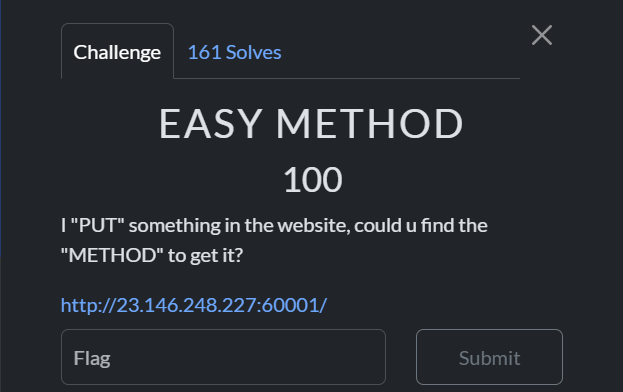 Challenge
161 Solves
EASY METHOD
100
I "PUT" something in the website, could u find the
"METHOD" to get it?
http://23.146.248.227:60001/
Flag
Submit